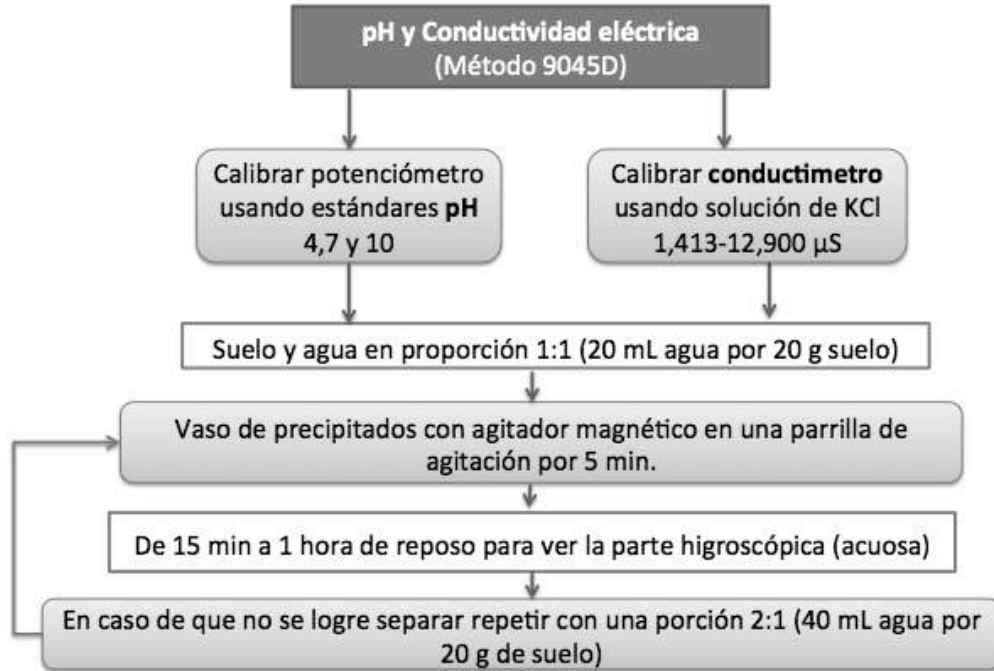 pH y Conductividad eléctrica
(Método 9045D)
Calibrar potenciómetro
usando estándares pH
4,7 y 10
Calibrar conductimetro
usando solución de KCl
1,413-12,900 µS
Suelo y agua en proporción 1:1 (20 mL agua por 20 g suelo)
Vaso de precipitados con agitador magnético en una parrilla de
agitación por 5 min.
De 15 min a 1 hora de reposo para ver la parte higroscópica (acuosa)
En caso de que no se logre separar repetir con una porción 2:1 (40 mL agua por
20 g de suelo)